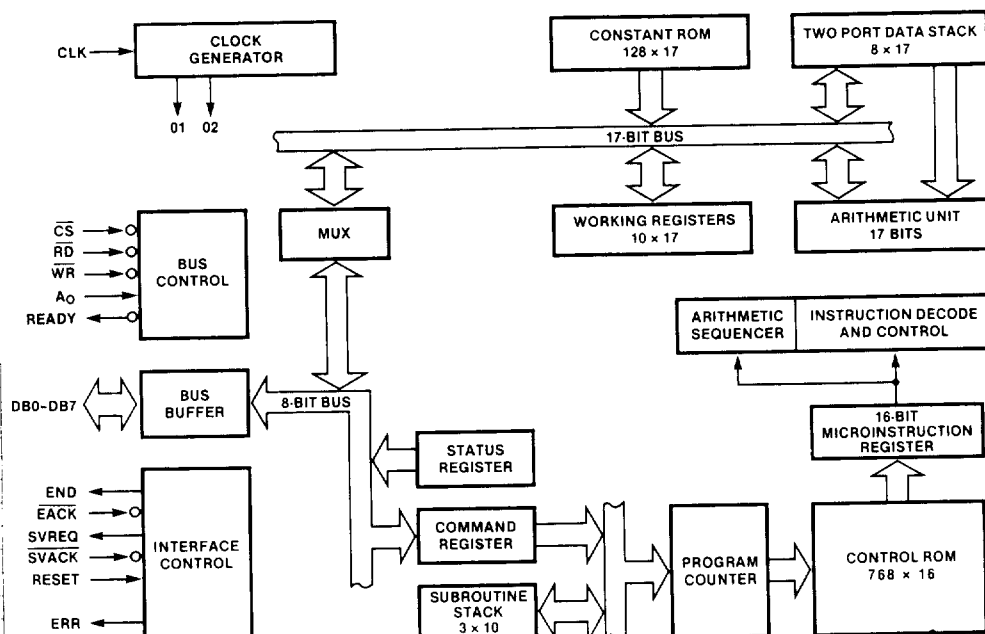 CLK
CLOCK
GENERATOR
01 02
CONSTANT ROM
128 × 17
TWO PORT DATA STACK
8 × 17
17-BIT BUS
MUX
WORKING REGISTERS
10 × 17
ARITHMETIC UNIT
17 BITS
CS
RD
WR
A0
READY
BUS
CONTROL
ARITHMETIC
SEQUENCER
INSTRUCTION DECODE
AND CONTROL
DB0-DB7
BUS
BUFFER
8-BIT BUS
16-BIT
MICROINSTRUCTION
REGISTER
STATUS
REGISTER
END
EACK
SVREQ
SVACK
RESET
ERR
INTERFACE
CONTROL
COMMAND
REGISTER
SUBROUTINE
STACK
3 × 10
PROGRAM
COUNTER
CONTROL ROM
768 × 16